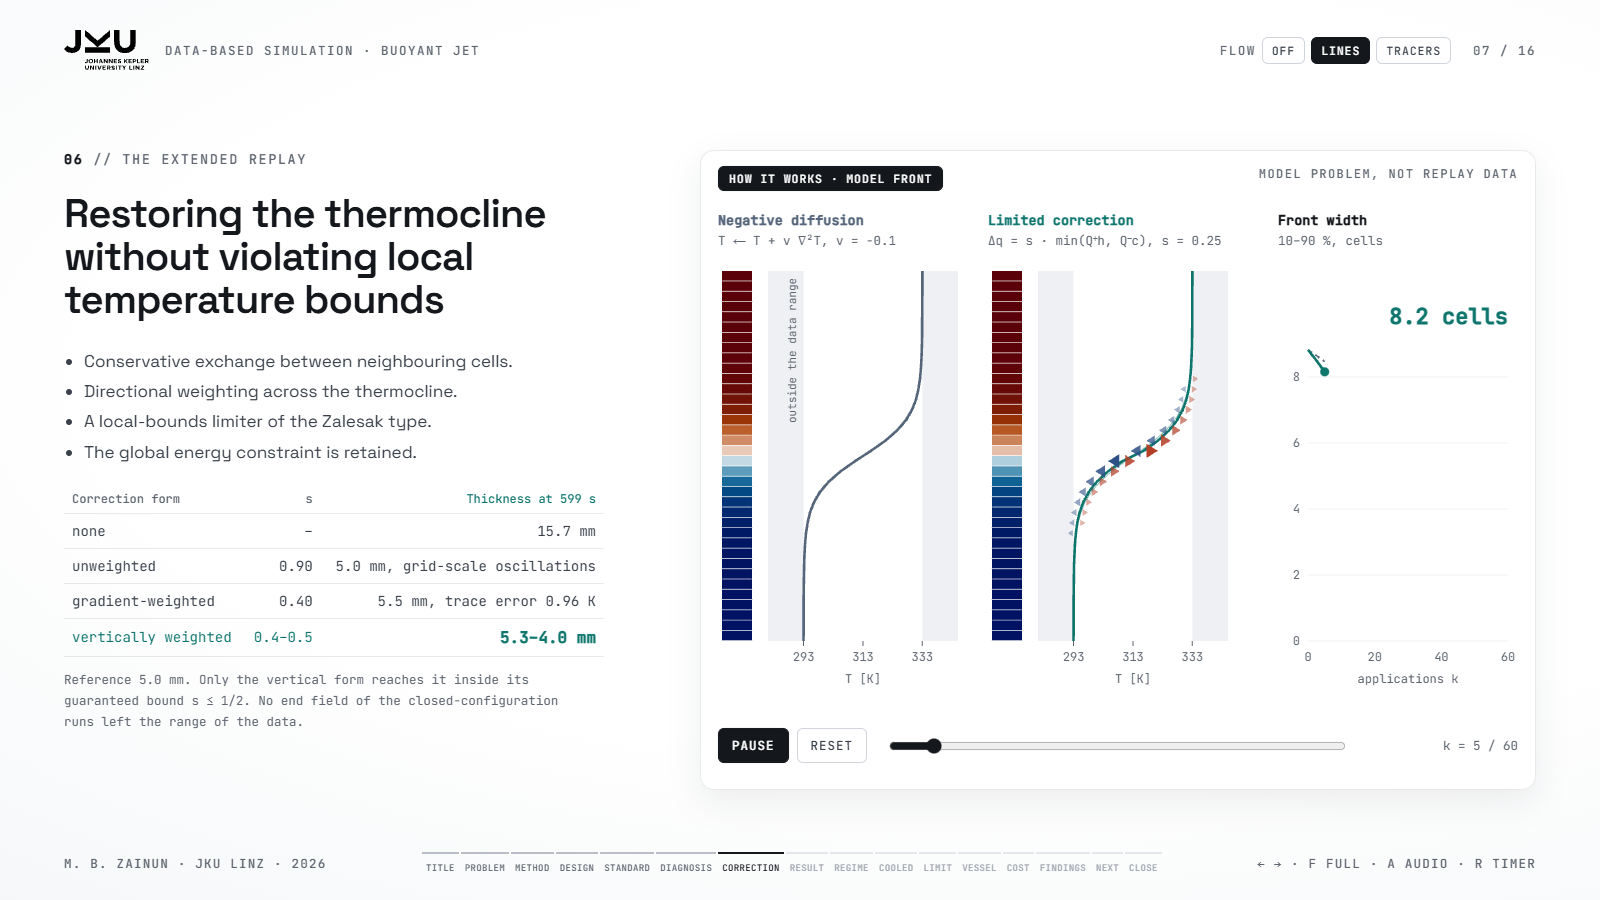 JKU
JOHANNES KEPLER
UNIVERSITY LINZ
DATA-BASED SIMULATION · BUOYANT JET
FLOW OFF LINES TRACERS 07 / 16
06 // THE EXTENDED REPLAY
Restoring the thermocline
without violating local
temperature bounds
• Conservative exchange between neighbouring cells.
• Directional weighting across the thermocline.
• A local-bounds limiter of the Zalesak type.
• The global energy constraint is retained.
Correction form s Thickness at 599 s
none – 15.7 mm
unweighted 0.90 5.0 mm, grid-scale oscillations
gradient-weighted 0.40 5.5 mm, trace error 0.96 K
vertically weighted 0.4–0.5 5.3–4.0 mm
Reference 5.0 mm. Only the vertical form reaches it inside its
guaranteed bound s ≤ 1/2. No end field of the closed-configuration
runs left the range of the data.
HOW IT WORKS · MODEL FRONT
MODEL PROBLEM, NOT REPLAY DATA
Negative diffusion
T ← T + ν ∇²T, ν = -0.1
outside the data range
293 313 333
T [K]
Limited correction
Δq = s · min(Q⁺h, Q⁻c), s = 0.25
293 313 333
T [K]
Front width
10–90 %, cells
8.2 cells
8
6
4
2
0
0 20 40 60
applications k
PAUSE RESET k = 5 / 60
M. B. ZAINUN · JKU LINZ · 2026
TITLE PROBLEM METHOD DESIGN STANDARD DIAGNOSIS CORRECTION RESULT REGIME COOLED LIMIT VESSEL COST FINDINGS NEXT CLOSE
← → · F FULL · A AUDIO · R TIMER